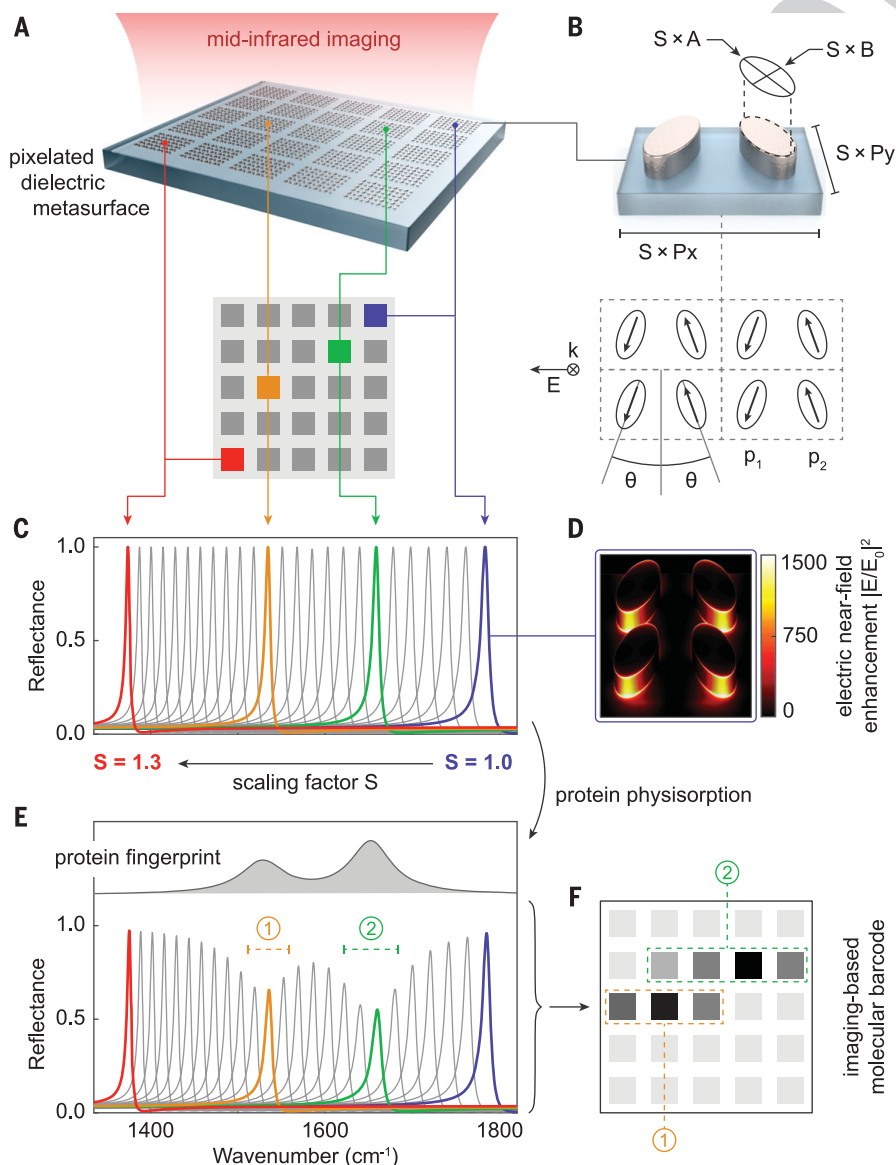 A
mid-infrared imaging
pixelated
dielectric
metasurface
B
S × A
S × B
S × Py
S × Px
k
E
p1
p2
θ
θ
C
1.0
0.5
0.0
Reflectance
S = 1.3
scaling factor S
S = 1.0
D
1500
750
0
electric near-field
enhancement |E/E0|²
protein physisorption
E
protein fingerprint
1
2
1.0
0.5
0.0
Reflectance
1400
1600
1800
Wavenumber (cm⁻¹)
F
2
1
imaging-based
molecular barcode